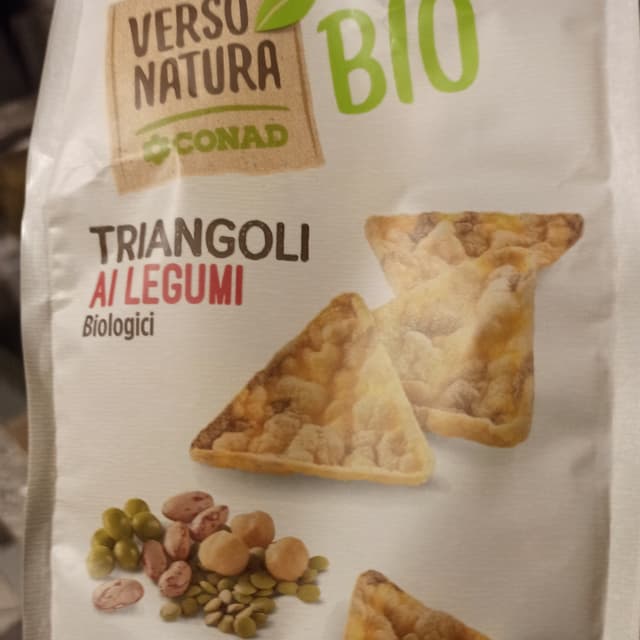 VERSO
NATURA
CONAD
BIO
TRIANGOLI
AI LEGUMI
Biologici